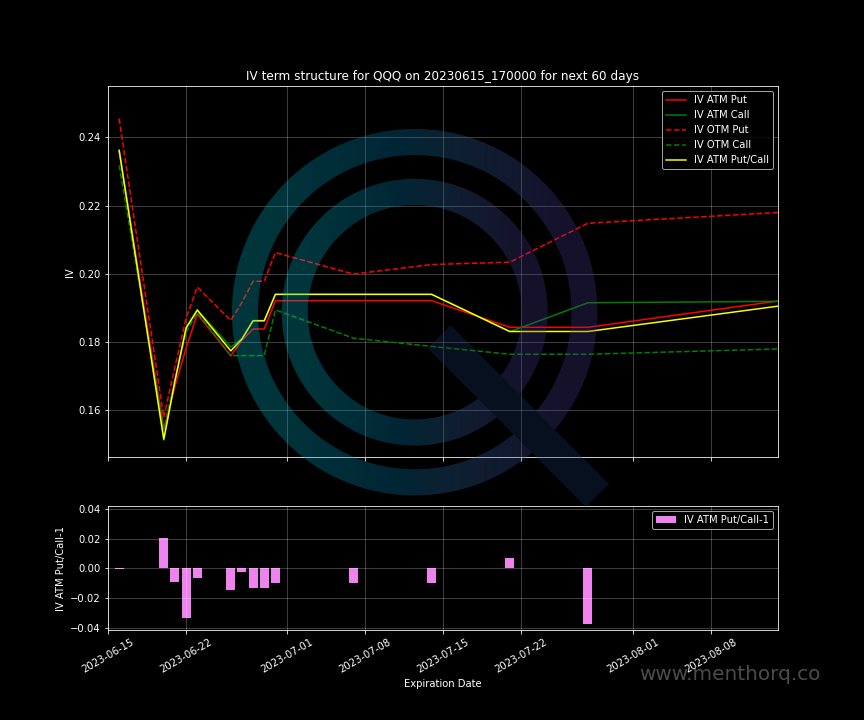 IV term structure for QQQ on 20230615_170000 for next 60 days
IV ATM Put
IV ATM Call
IV OTM Put
IV OTM Call
IV ATM Put/Call
0.24
0.22
0.20
0.18
0.16
IV
IV ATM Put/Call-1
0.04
0.02
0.00
−0.02
−0.04
IV ATM Put/Call-1
2023-06-15
2023-06-22
2023-07-01
2023-07-08
2023-07-15
2023-07-22
2023-08-01
2023-08-08
Expiration Date
www.menthorq.co